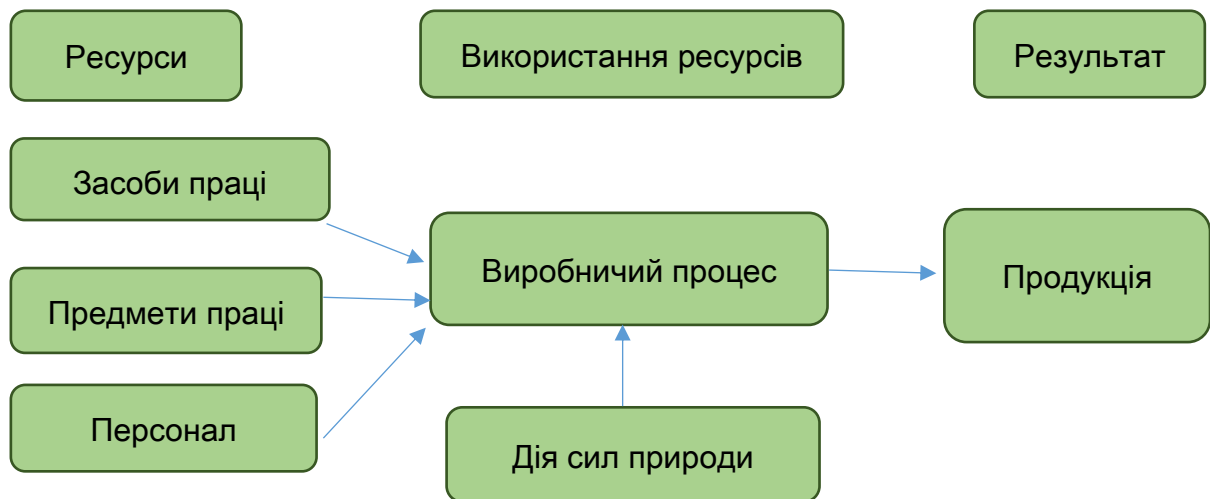 Ресурси
Використання ресурсів
Результат
Засоби праці
Предмети праці
Персонал
Виробничий процес
Дія сил природи
Продукція